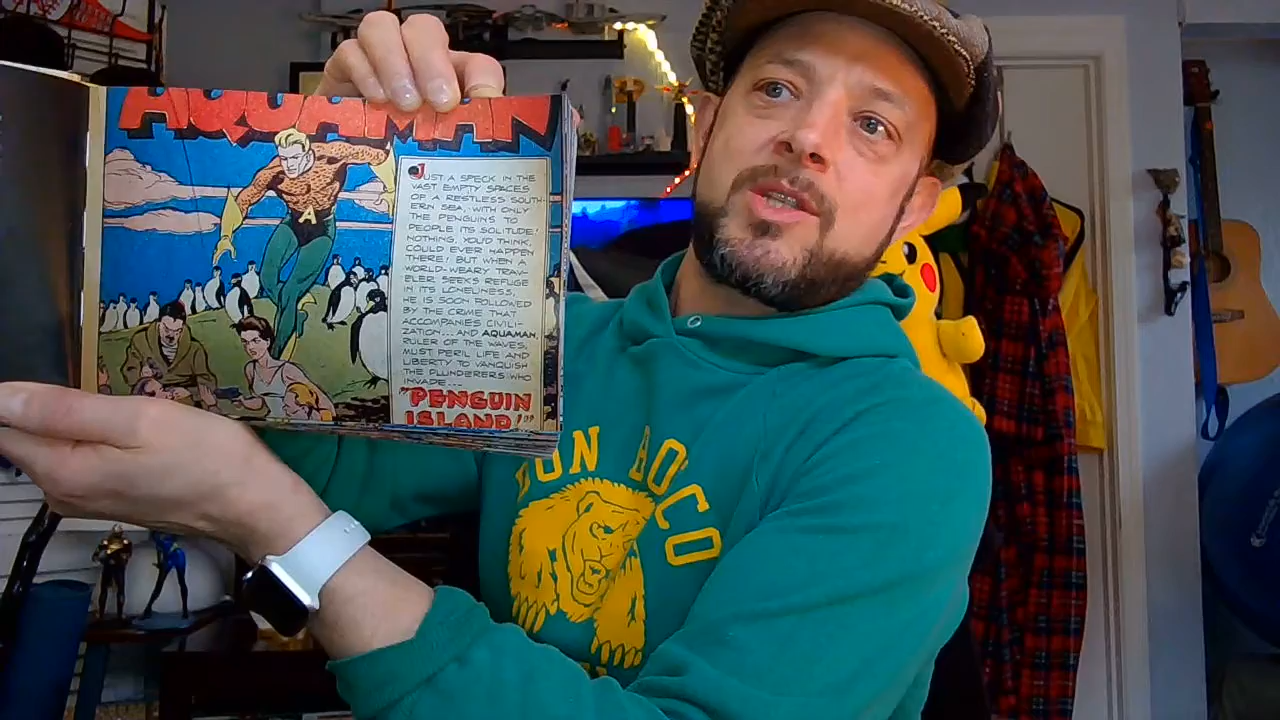 AQUAMAN
JUST A SPECK IN THE
VAST EMPTY SPACES
OF A RESTLESS SOUTH-
ERN SEA, WITH ONLY
THE PENGUINS TO
PEOPLE ITS SOLITUDE!
NOTHING, YOU'D THINK,
COULD EVER HAPPEN
THERE! BUT WHEN A
WORLD-WEARY TRAV-
ELER SEEKS REFUGE
IN ITS LONELINESS,
HE IS SOON FOLLOWED
BY THE CRIME THAT
ACCOMPANIES CIVILI-
ZATION... AND AQUAMAN,
RULER OF THE WAVES,
MUST PERIL LIFE AND
LIBERTY TO VANQUISH
THE PLUNDERERS WHO
INVADE...
"PENGUIN
ISLAND!"
A
DON BOCO